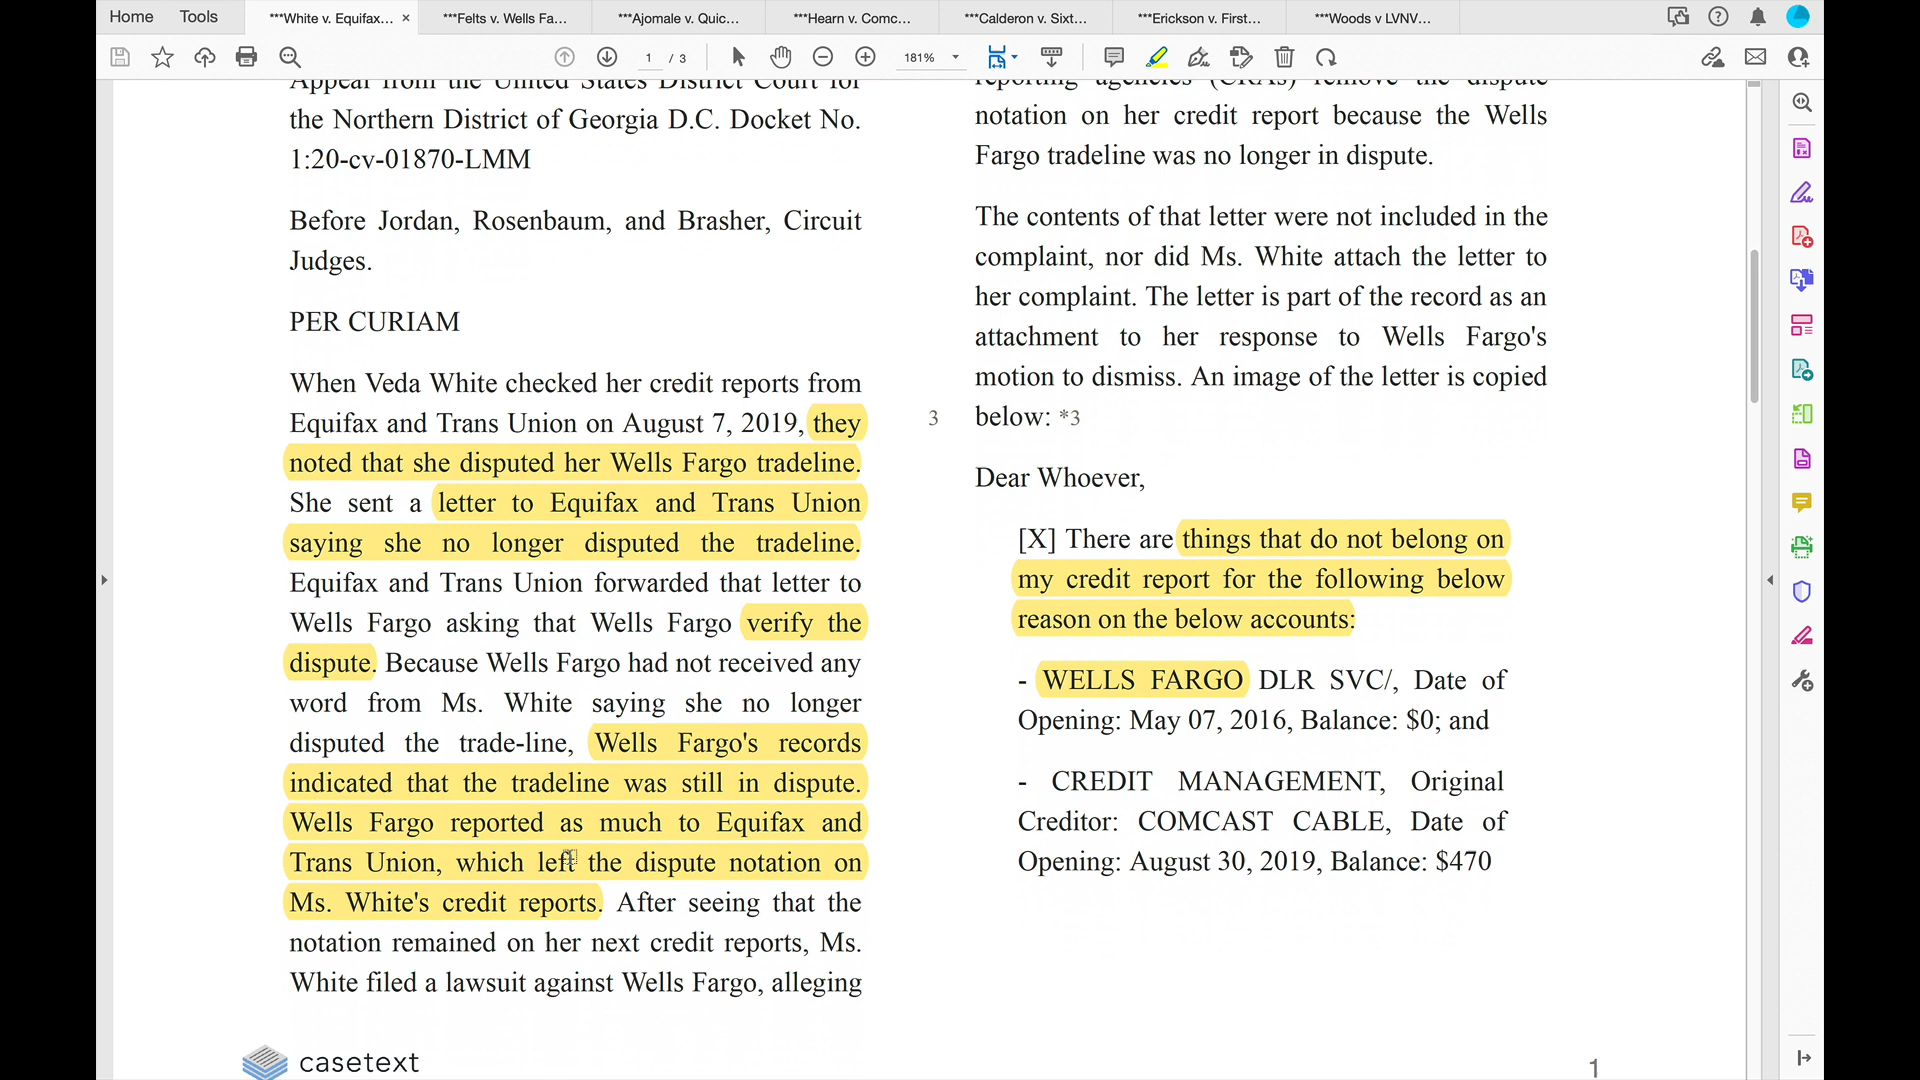 Home
Tools
***White v. Equifax...
***Felts v. Wells Fa...
***Ajomale v. Quic...
***Hearn v. Comc...
***Calderon v. Sixt...
***Erickson v. First...
***Woods v LVNV...
1 / 3
181%
Appeal from the United States District Court for
the Northern District of Georgia D.C. Docket No.
1:20-cv-01870-LMM
Before Jordan, Rosenbaum, and Brasher, Circuit
Judges.
PER CURIAM
When Veda White checked her credit reports from
Equifax and Trans Union on August 7, 2019, they
noted that she disputed her Wells Fargo tradeline.
She sent a letter to Equifax and Trans Union
saying she no longer disputed the tradeline.
Equifax and Trans Union forwarded that letter to
Wells Fargo asking that Wells Fargo verify the
dispute. Because Wells Fargo had not received any
word from Ms. White saying she no longer
disputed the trade-line, Wells Fargo's records
indicated that the tradeline was still in dispute.
Wells Fargo reported as much to Equifax and
Trans Union, which left the dispute notation on
Ms. White's credit reports. After seeing that the
notation remained on her next credit reports, Ms.
White filed a lawsuit against Wells Fargo, alleging
reporting agencies (CRAs) remove the dispute
notation on her credit report because the Wells
Fargo tradeline was no longer in dispute.
The contents of that letter were not included in the
complaint, nor did Ms. White attach the letter to
her complaint. The letter is part of the record as an
attachment to her response to Wells Fargo's
motion to dismiss. An image of the letter is copied
3 below: *3
Dear Whoever,
[X] There are things that do not belong on
my credit report for the following below
reason on the below accounts:
- WELLS FARGO DLR SVC/, Date of
Opening: May 07, 2016, Balance: $0; and
- CREDIT MANAGEMENT, Original
Creditor: COMCAST CABLE, Date of
Opening: August 30, 2019, Balance: $470
casetext
1